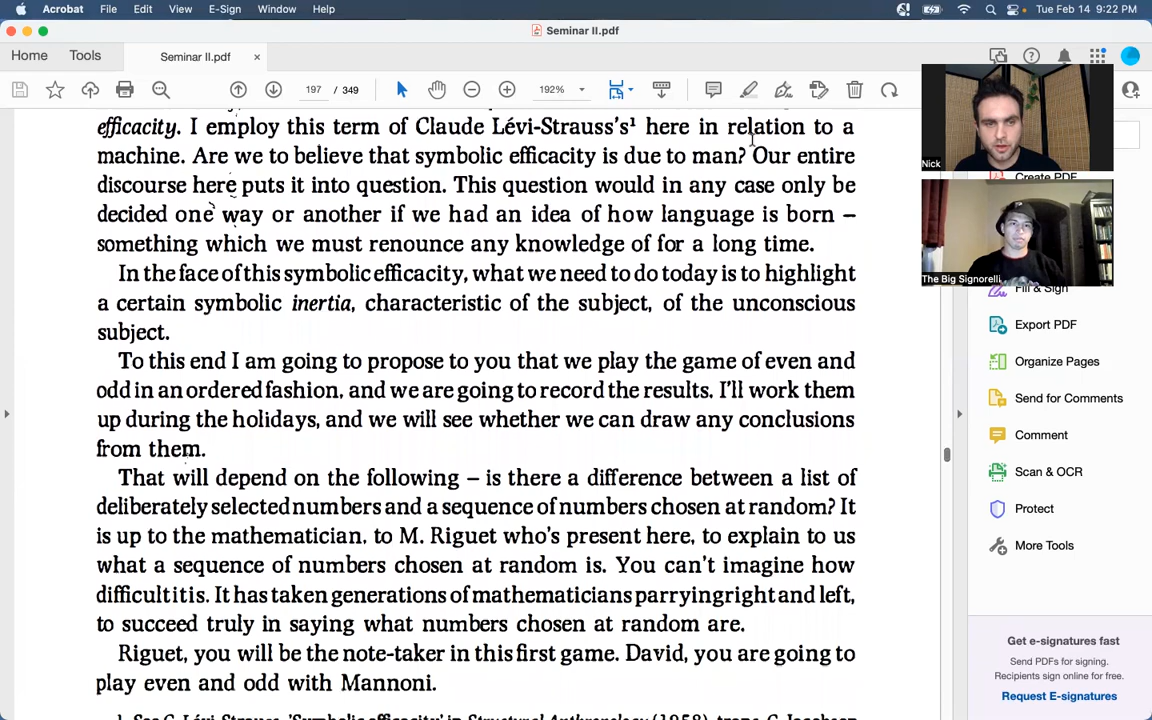 Acrobat File Edit View E-Sign Window Help
Tue Feb 14 9:22 PM
Seminar II.pdf
Home Tools Seminar II.pdf ×
197 / 349 192%
efficacity. I employ this term of Claude Lévi-Strauss's¹ here in relation to a
machine. Are we to believe that symbolic efficacity is due to man? Our entire
discourse here puts it into question. This question would in any case only be
decided one way or another if we had an idea of how language is born –
something which we must renounce any knowledge of for a long time.
In the face of this symbolic efficacity, what we need to do today is to highlight
a certain symbolic inertia, characteristic of the subject, of the unconscious
subject.
To this end I am going to propose to you that we play the game of even and
odd in an ordered fashion, and we are going to record the results. I'll work them
up during the holidays, and we will see whether we can draw any conclusions
from them.
That will depend on the following – is there a difference between a list of
deliberately selected numbers and a sequence of numbers chosen at random? It
is up to the mathematician, to M. Riguet who's present here, to explain to us
what a sequence of numbers chosen at random is. You can't imagine how
difficult it is. It has taken generations of mathematicians parrying right and left,
to succeed truly in saying what numbers chosen at random are.
Riguet, you will be the note-taker in this first game. David, you are going to
play even and odd with Mannoni.
1 See C. Lévi-Strauss, 'Symbolic efficacity' in Structural Anthropology (1958), trans. C. Jacobson
Nick
Create PDF
The Big Signorelli
Fill & Sign
Export PDF
Organize Pages
Send for Comments
Comment
Scan & OCR
Protect
More Tools
Get e-signatures fast
Send PDFs for signing.
Recipients sign online for free.
Request E-signatures